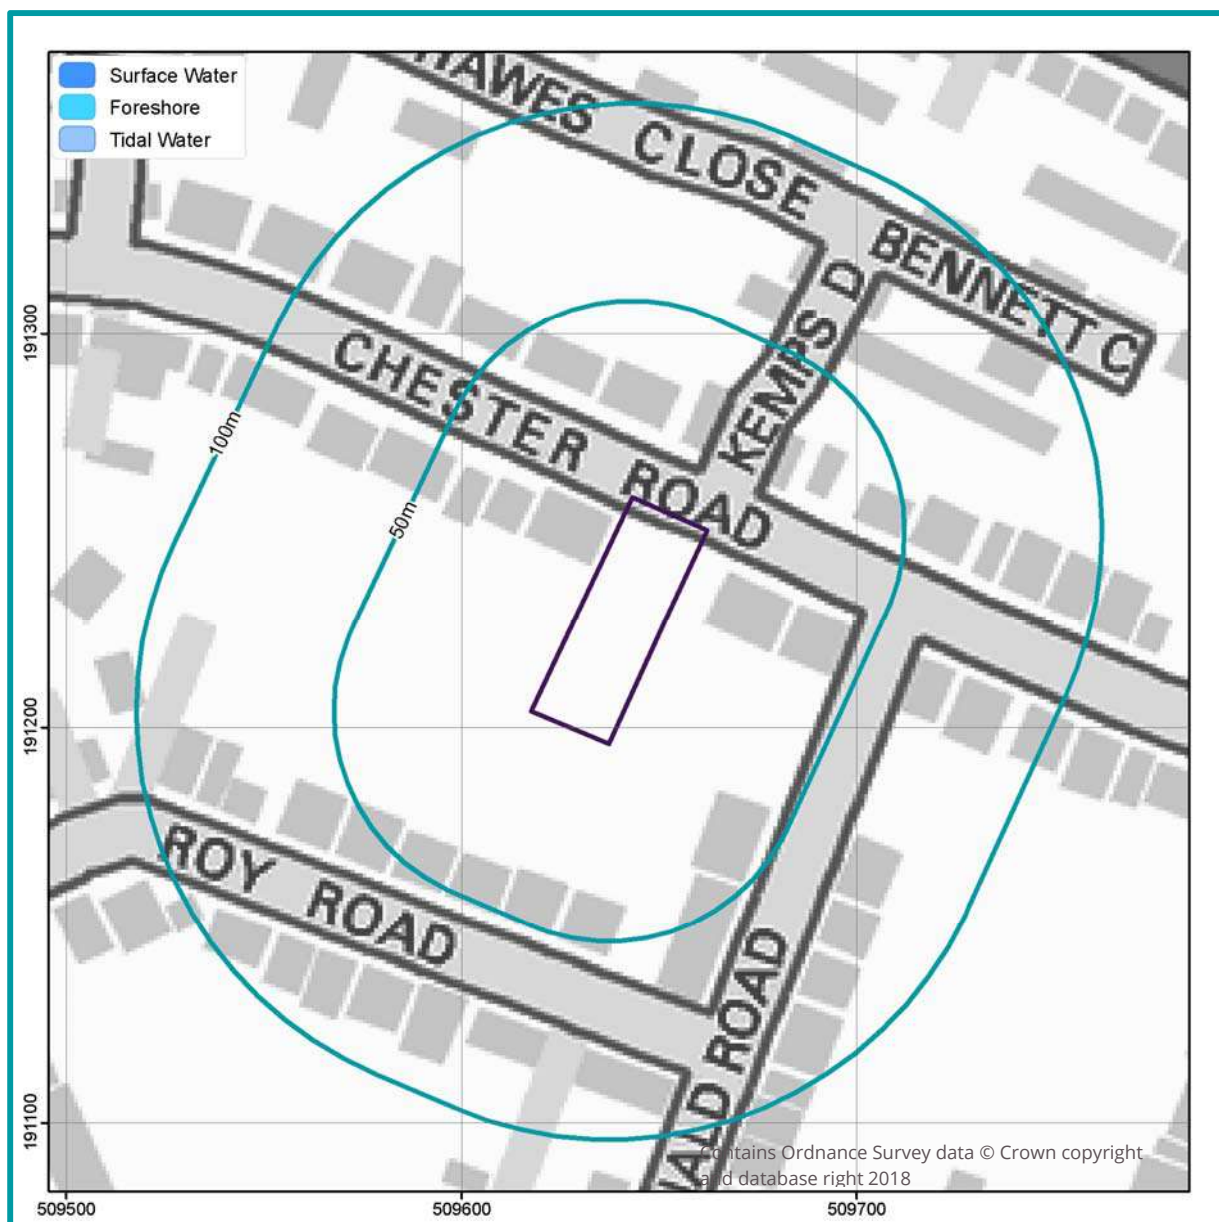 Surface Water
Foreshore
Tidal Water
HAWES CLOSE
BENNETT C
KEMPS D
CHESTER ROAD
100m
50m
ROY ROAD
ROAD
191300
191200
191100
Contains Ordnance Survey data © Crown copyright
and database right 2018
509500
509600
509700